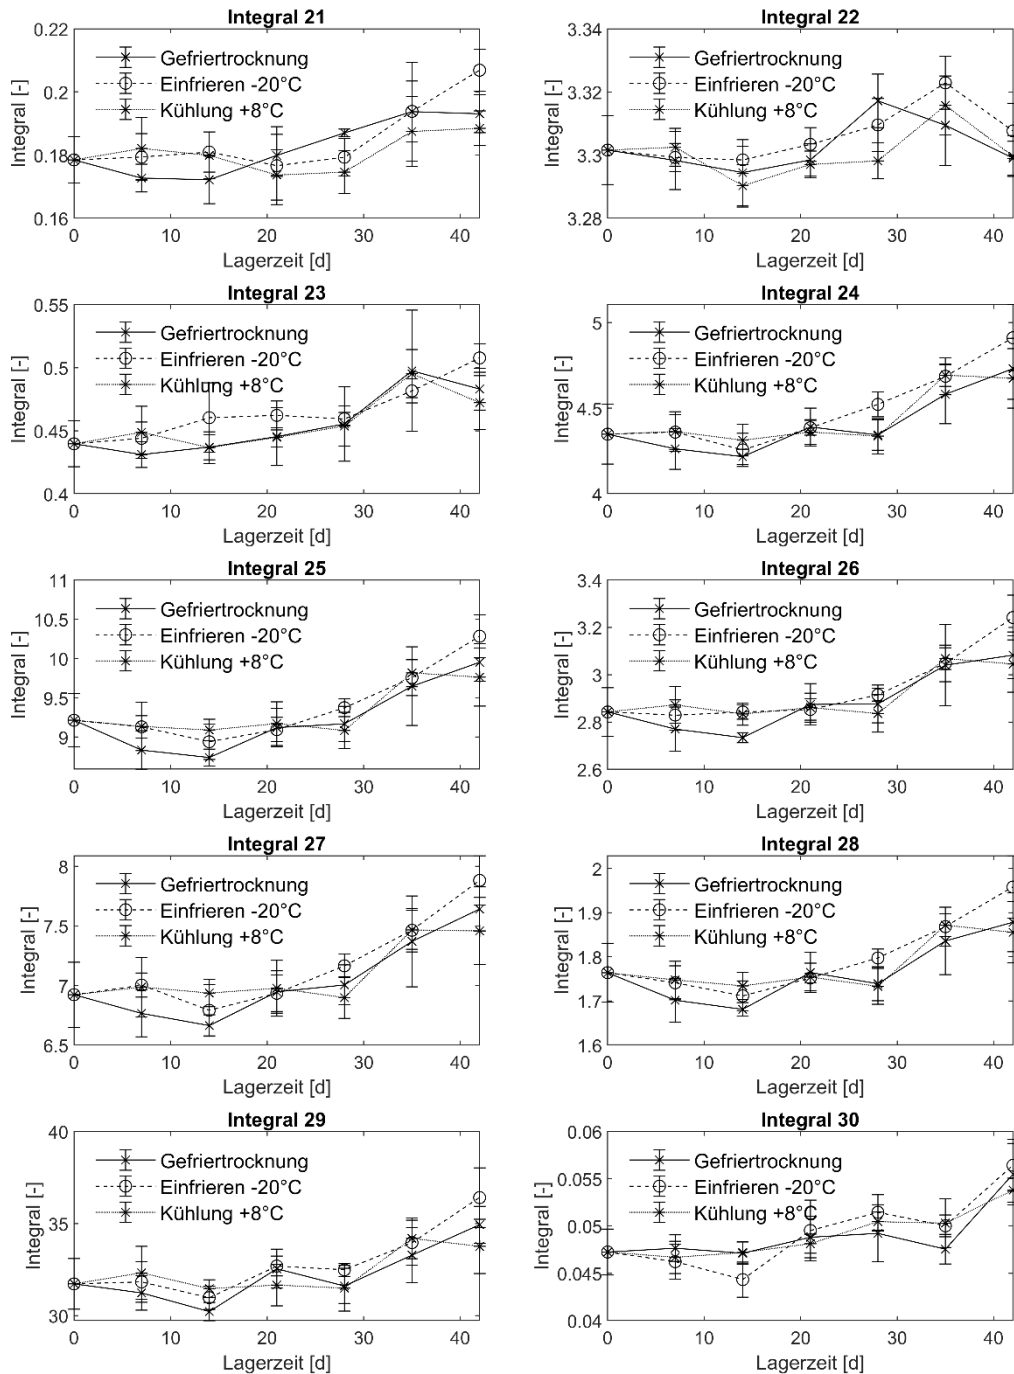 Integral 21
0.22
0.2
0.18
0.16
Integral [-]
Gefriertrocknung
Einfrieren -20°C
Kühlung +8°C
0 10 20 30 40
Lagerzeit [d]
Integral 22
3.34
3.32
3.30
3.28
Integral [-]
Gefriertrocknung
Einfrieren -20°C
Kühlung +8°C
0 10 20 30 40
Lagerzeit [d]
Integral 23
0.55
0.5
0.45
0.4
Integral [-]
Gefriertrocknung
Einfrieren -20°C
Kühlung +8°C
0 10 20 30 40
Lagerzeit [d]
Integral 24
5
4.5
4
Integral [-]
Gefriertrocknung
Einfrieren -20°C
Kühlung +8°C
0 10 20 30 40
Lagerzeit [d]
Integral 25
11
10.5
10
9.5
9
Integral [-]
Gefriertrocknung
Einfrieren -20°C
Kühlung +8°C
0 10 20 30 40
Lagerzeit [d]
Integral 26
3.4
3.2
3
2.8
2.6
Integral [-]
Gefriertrocknung
Einfrieren -20°C
Kühlung +8°C
0 10 20 30 40
Lagerzeit [d]
Integral 27
8
7.5
7
6.5
Integral [-]
Gefriertrocknung
Einfrieren -20°C
Kühlung +8°C
0 10 20 30 40
Lagerzeit [d]
Integral 28
2
1.9
1.8
1.7
1.6
Integral [-]
Gefriertrocknung
Einfrieren -20°C
Kühlung +8°C
0 10 20 30 40
Lagerzeit [d]
Integral 29
40
35
30
Integral [-]
Gefriertrocknung
Einfrieren -20°C
Kühlung +8°C
0 10 20 30 40
Lagerzeit [d]
Integral 30
0.06
0.055
0.05
0.045
0.04
Integral [-]
Gefriertrocknung
Einfrieren -20°C
Kühlung +8°C
0 10 20 30 40
Lagerzeit [d]